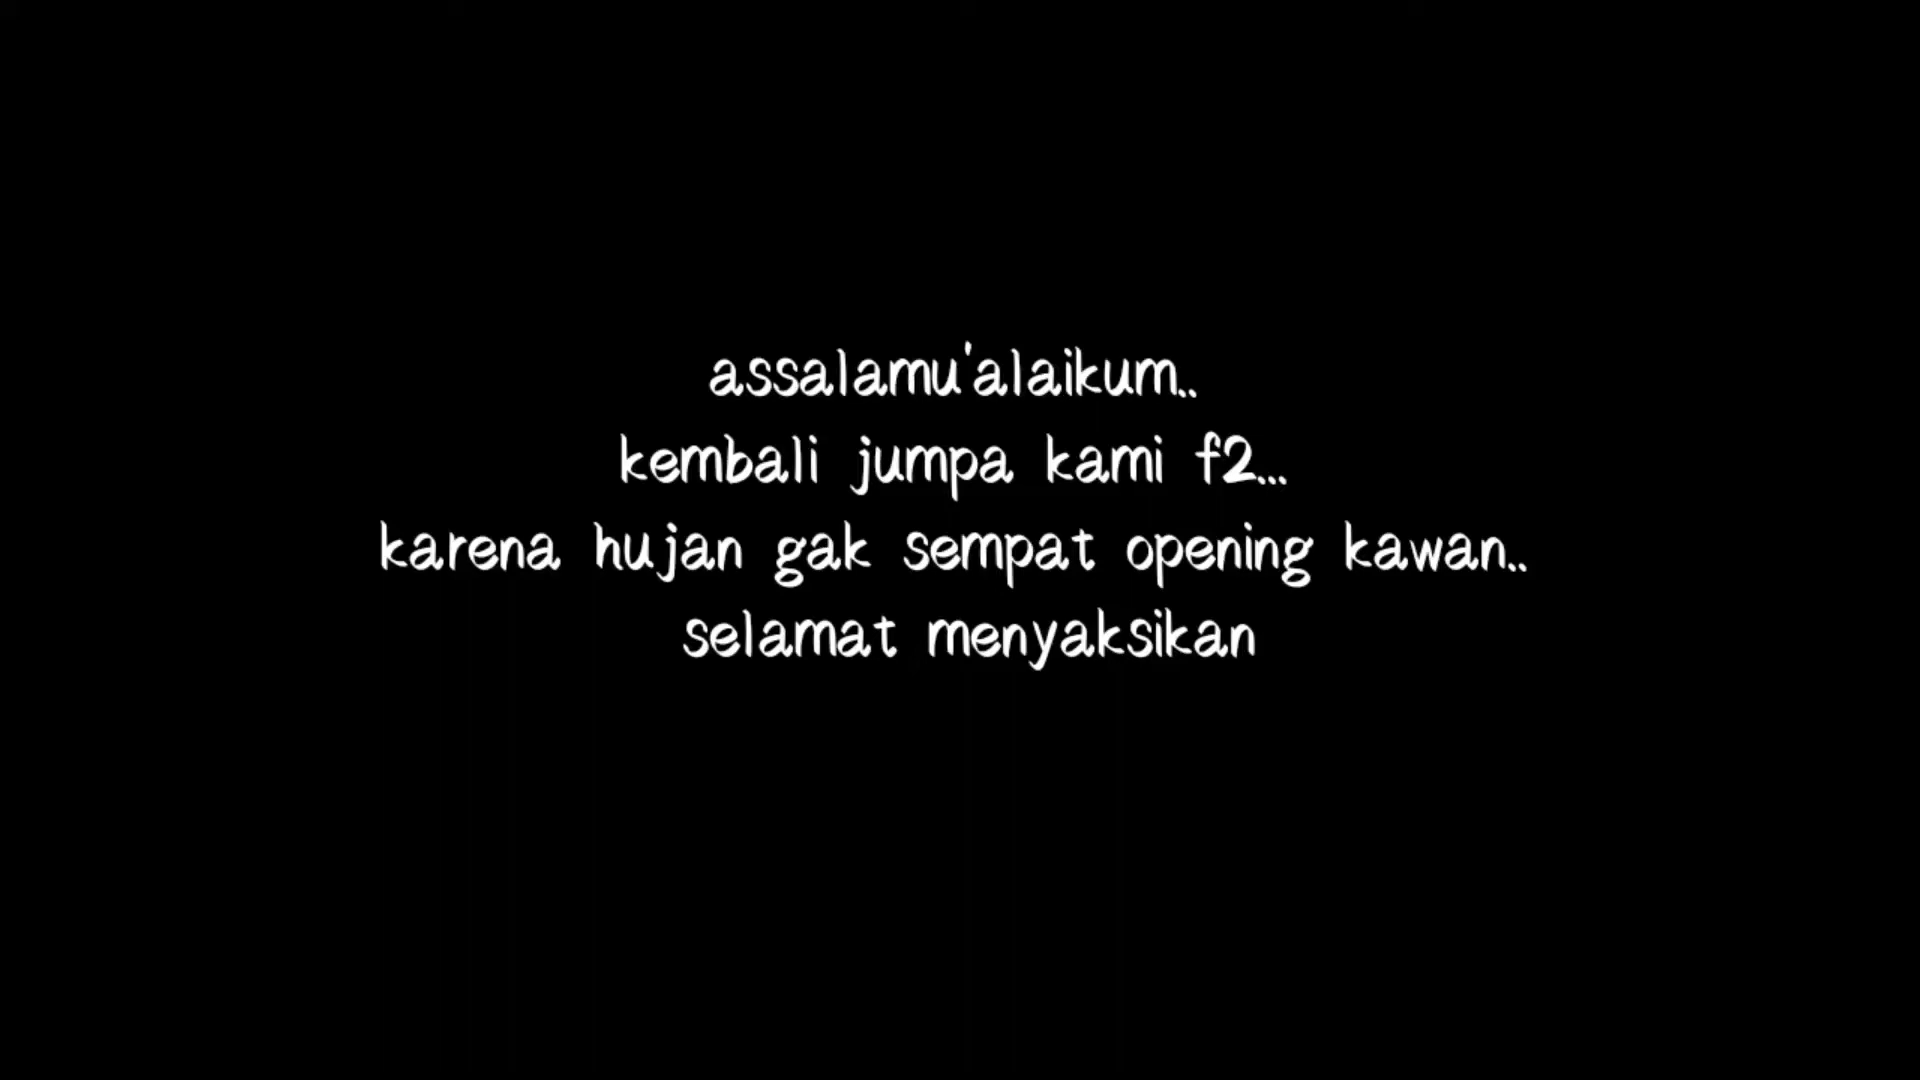 assalamu'alaikum..
kembali jumpa kami f2...
karena hujan gak sempat opening kawan..
selamat menyaksikan